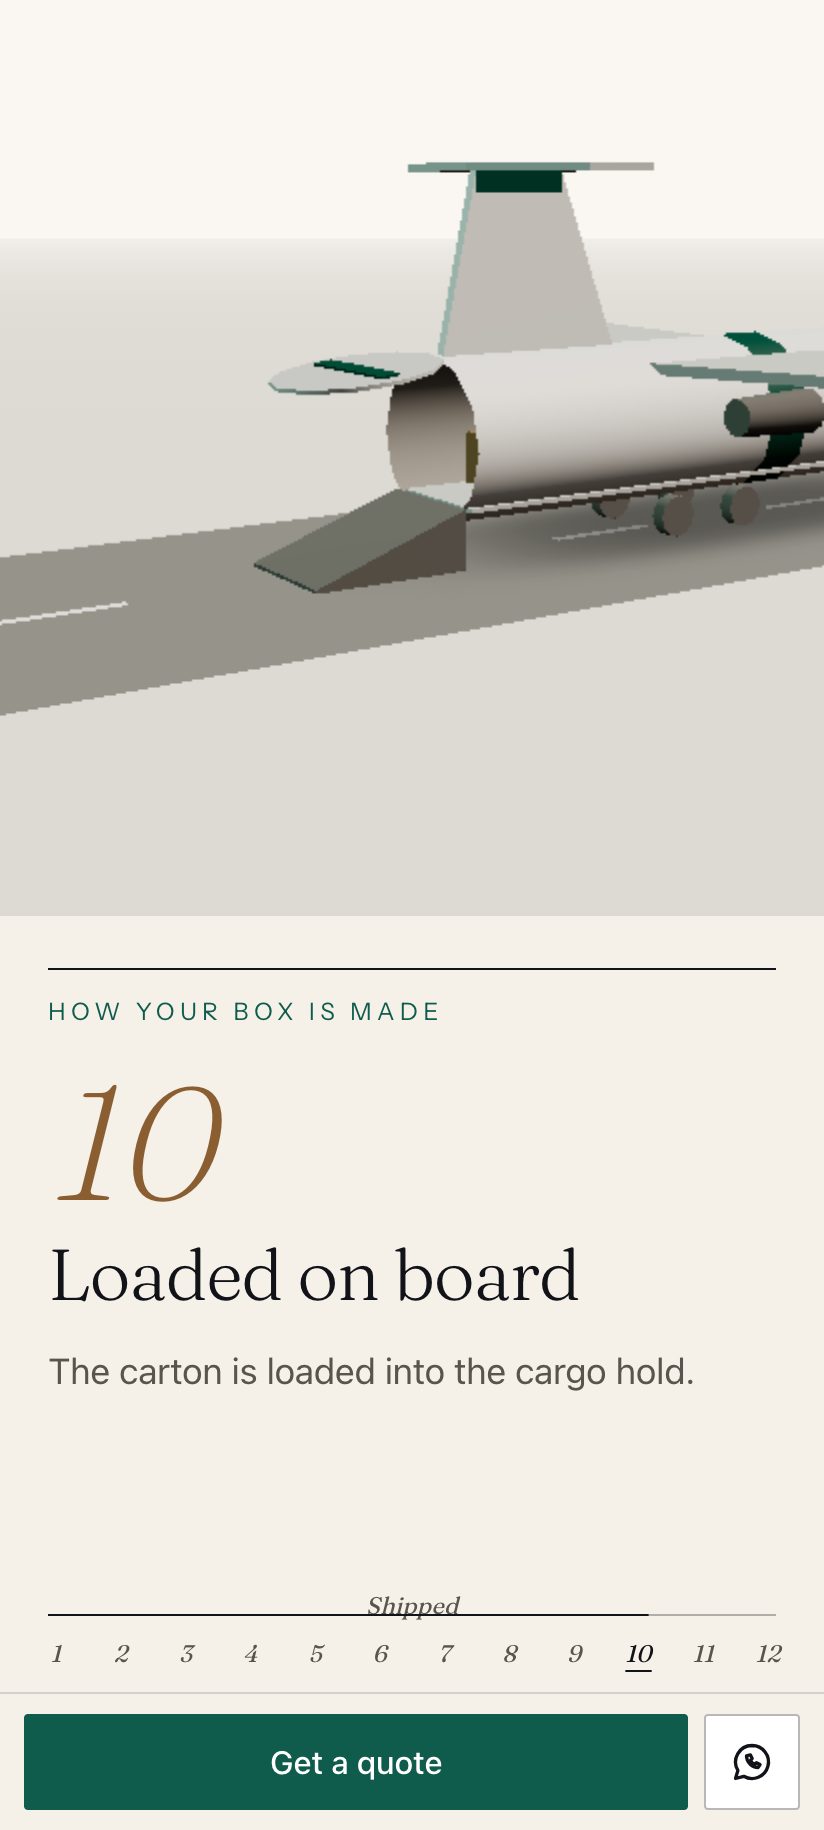 HOW YOUR BOX IS MADE
10
Loaded on board
The carton is loaded into the cargo hold.
Shipped
1 2 3 4 5 6 7 8 9 10 11 12
Get a quote